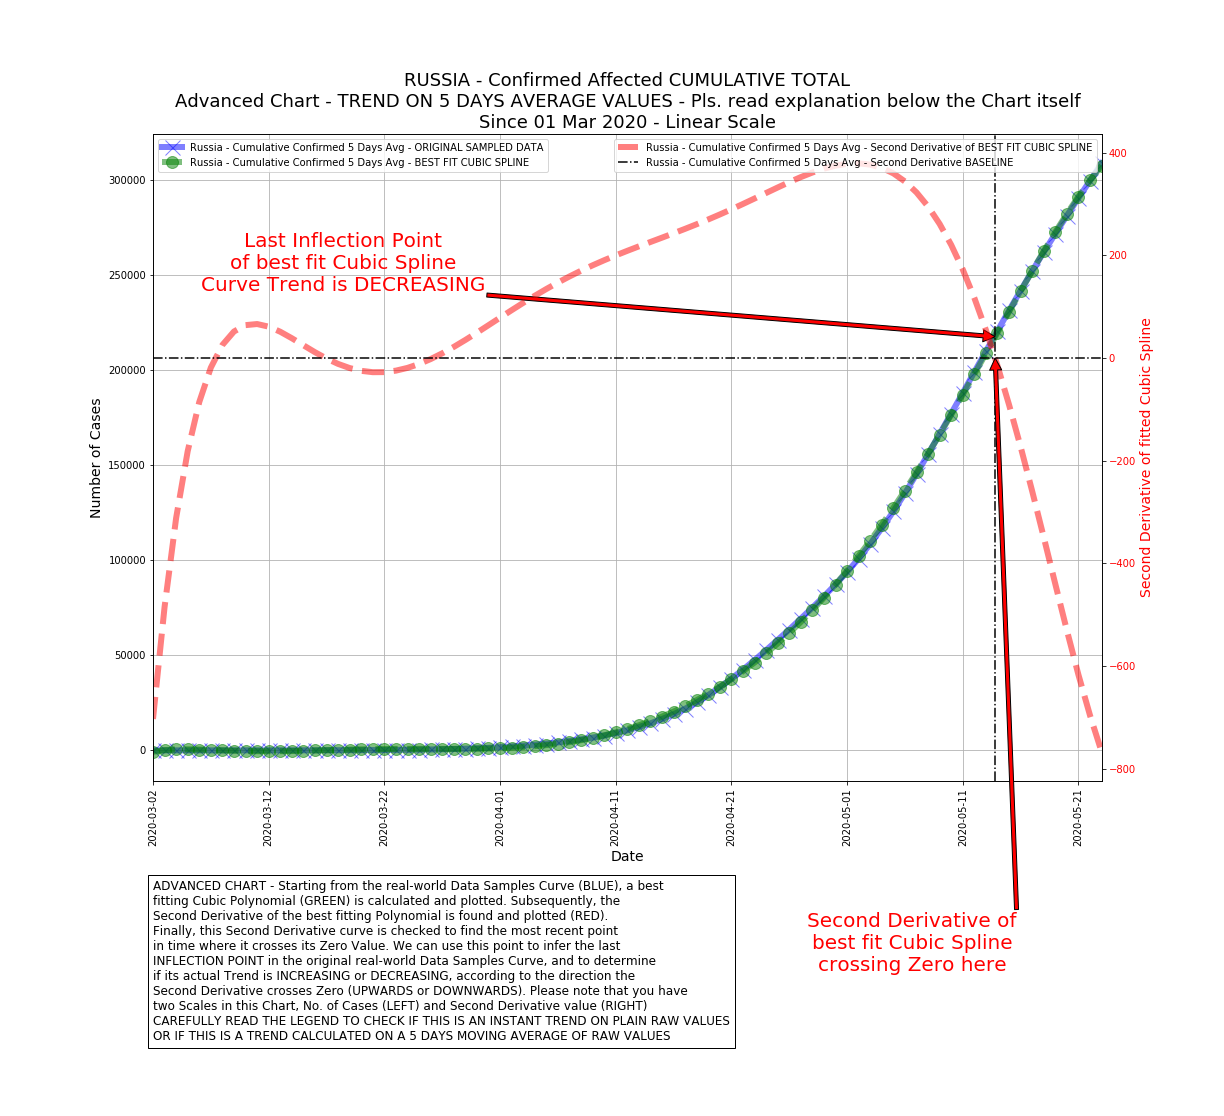 RUSSIA - Confirmed Affected CUMULATIVE TOTAL
Advanced Chart - TREND ON 5 DAYS AVERAGE VALUES - Pls. read explanation below the Chart itself
Since 01 Mar 2020 - Linear Scale
Russia - Cumulative Confirmed 5 Days Avg - ORIGINAL SAMPLED DATA
Russia - Cumulative Confirmed 5 Days Avg - BEST FIT CUBIC SPLINE
Russia - Cumulative Confirmed 5 Days Avg - Second Derivative of BEST FIT CUBIC SPLINE
Russia - Cumulative Confirmed 5 Days Avg - Second Derivative BASELINE
Last Inflection Point
of best fit Cubic Spline
Curve Trend is DECREASING
Number of Cases
300000
250000
200000
150000
100000
50000
0
400
200
0
−200
−400
−600
−800
Second Derivative of fitted Cubic Spline
2020-03-02
2020-03-12
2020-03-22
2020-04-01
2020-04-11
2020-04-21
2020-05-01
2020-05-11
2020-05-21
Date
ADVANCED CHART - Starting from the real-world Data Samples Curve (BLUE), a best
fitting Cubic Polynomial (GREEN) is calculated and plotted. Subsequently, the
Second Derivative of the best fitting Polynomial is found and plotted (RED).
Finally, this Second Derivative curve is checked to find the most recent point
in time where it crosses its Zero Value. We can use this point to infer the last
INFLECTION POINT in the original real-world Data Samples Curve, and to determine
if its actual Trend is INCREASING or DECREASING, according to the direction the
Second Derivative crosses Zero (UPWARDS or DOWNWARDS). Please note that you have
two Scales in this Chart, No. of Cases (LEFT) and Second Derivative value (RIGHT)
CAREFULLY READ THE LEGEND TO CHECK IF THIS IS AN INSTANT TREND ON PLAIN RAW VALUES
OR IF THIS IS A TREND CALCULATED ON A 5 DAYS MOVING AVERAGE OF RAW VALUES
Second Derivative of
best fit Cubic Spline
crossing Zero here